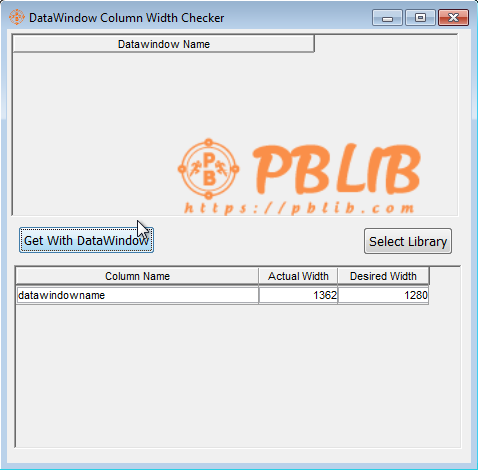 DataWindow Column Width Checker
Datawindow Name
PB
PBLIB
https://pblib.com
Get With DataWindow
Select Library
Column Name Actual Width Desired Width
datawindowname 1362 1280